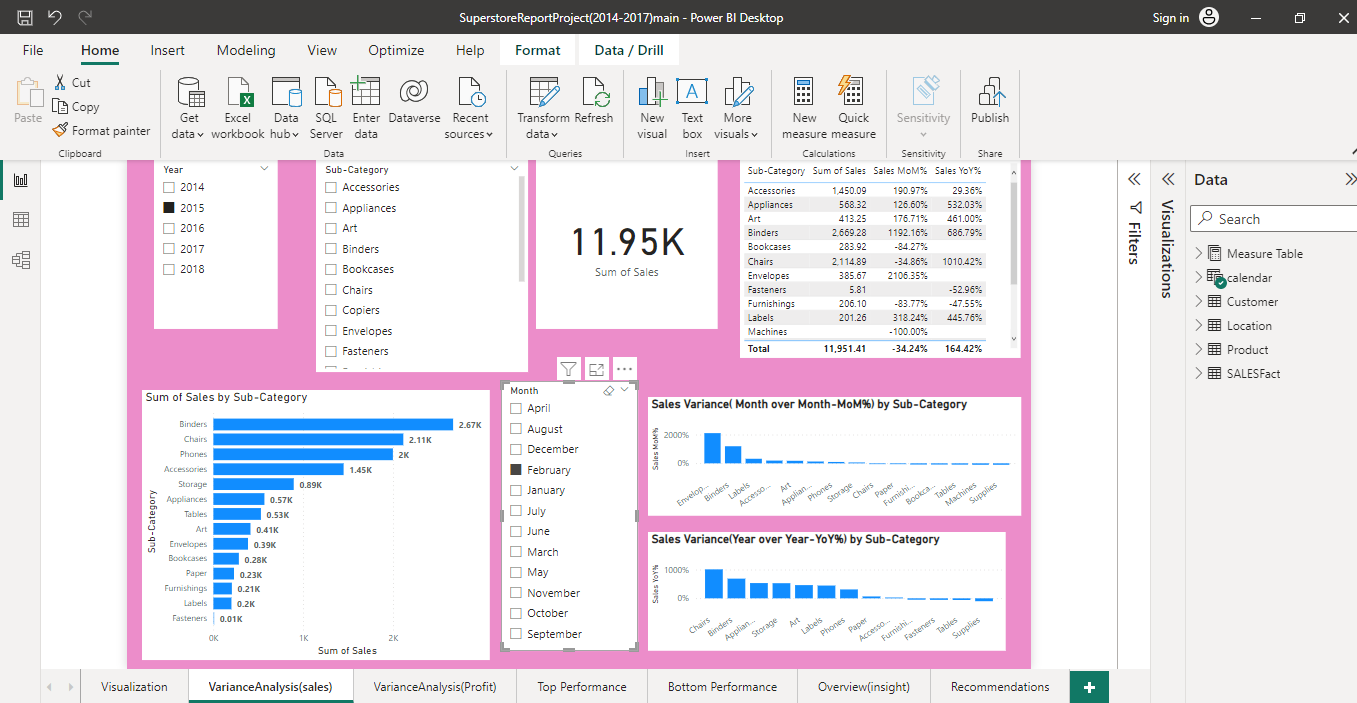 SuperstoreReportProject(2014-2017)main - Power BI Desktop
Sign in
File Home Insert Modeling View Optimize Help Format Data / Drill
Paste
Cut
Copy
Format painter
Clipboard
Get data
Excel workbook
Data hub
SQL Server
Enter data
Dataverse
Recent sources
Data
Transform data
Refresh
Queries
New visual
Text box
More visuals
Insert
New measure
Quick measure
Calculations
Sensitivity
Sensitivity
Publish
Share
Year
2014
2015
2016
2017
2018
Sub-Category
Accessories
Appliances
Art
Binders
Bookcases
Chairs
Copiers
Envelopes
Fasteners
11.95K
Sum of Sales
Sub-Category Sum of Sales Sales MoM% Sales YoY%
Accessories 1,450.09 190.97% 29.36%
Appliances 568.32 126.60% 532.03%
Art 413.25 176.71% 461.00%
Binders 2,669.28 1192.16% 686.79%
Bookcases 283.92 -84.27%
Chairs 2,114.89 -34.86% 1010.42%
Envelopes 385.67 2106.35%
Fasteners 5.81 -52.96%
Furnishings 206.10 -83.77% -47.55%
Labels 201.26 318.24% 445.76%
Machines -100.00%
Total 11,951.41 -34.24% 164.42%
Sum of Sales by Sub-Category
Sub-Category
Binders 2.67K
Chairs 2.11K
Phones 2K
Accessories 1.45K
Storage 0.89K
Appliances 0.57K
Tables 0.53K
Art 0.41K
Envelopes 0.39K
Bookcases 0.28K
Paper 0.23K
Furnishings 0.21K
Labels 0.2K
Fasteners 0.01K
0K 1K 2K
Sum of Sales
Month
April
August
December
February
January
July
June
March
May
November
October
September
Sales Variance( Month over Month-MoM%) by Sub-Category
Sales MoM%
2000%
0%
Envelop... Binders Labels Accesso... Art Applian... Phones Storage Chairs Paper Furnishi... Bookca... Tables Machines Supplies
Sales Variance(Year over Year-YoY%) by Sub-Category
Sales YoY%
1000%
0%
Chairs Binders Applian... Storage Art Labels Phones Paper Accesso... Furnishi... Fasteners Tables Supplies
Filters
Visualizations
Data
Search
Measure Table
calendar
Customer
Location
Product
SALESFact
Visualization VarianceAnalysis(sales) VarianceAnalysis(Profit) Top Performance Bottom Performance Overview(insight) Recommendations